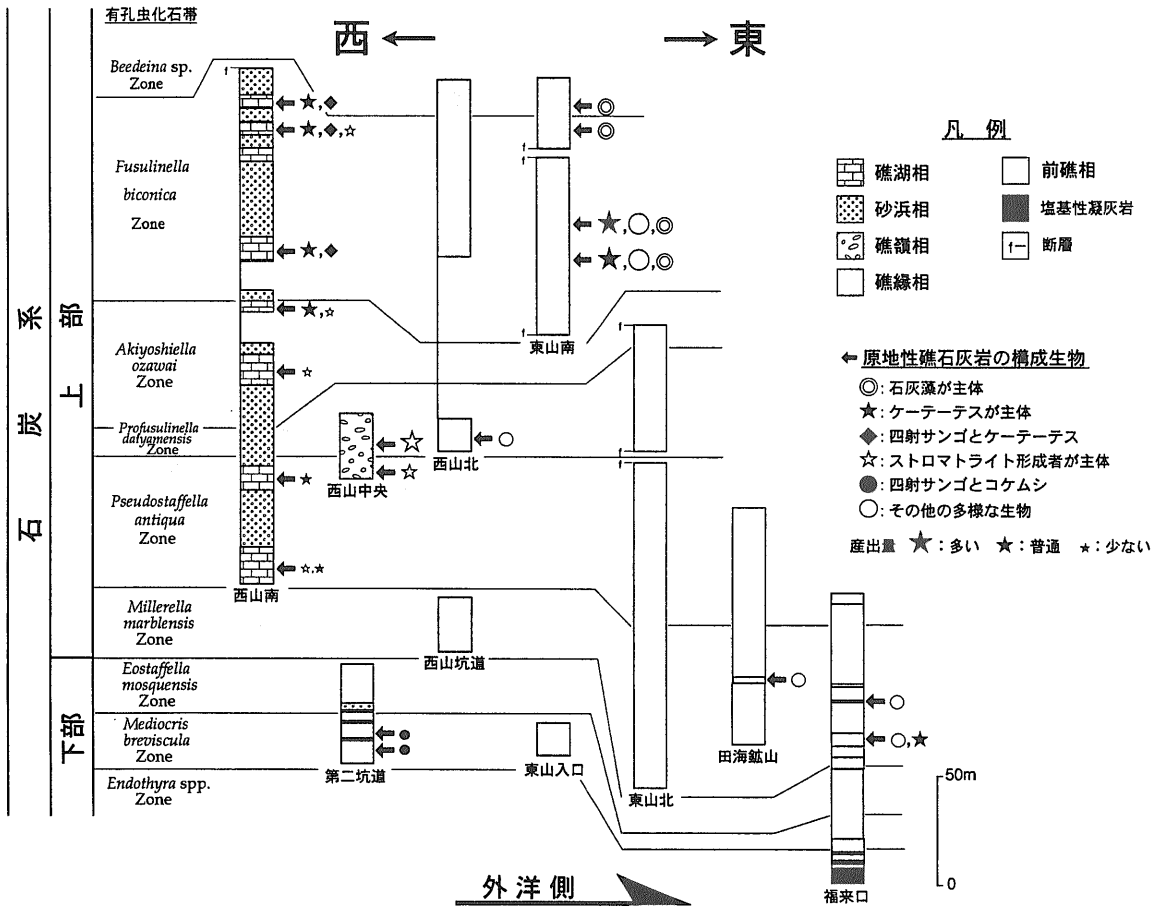 有孔虫化石帯
西
東
Beedeina sp.
Zone
Fusulinella
biconica
Zone
Akiyoshiella
ozawai
Zone
Profusulinella
daiyamensis
Zone
Pseudostaffella
antiqua
Zone
Millerella
marblensis
Zone
Eostaffella
mosquensis
Zone
Mediocris
breviscula
Zone
Endothyra spp.
Zone
石炭系
上部
下部
f
f
f
f
f
f
f
西山南
西山中央
西山北
東山南
西山坑道
第二坑道
東山入口
東山北
田海鉱山
福来口
凡例
礁湖相
砂浜相
礁嶺相
礁縁相
前礁相
塩基性凝灰岩
f 断層
原地性礁石灰岩の構成生物
: 石灰藻が主体
: ケーテーテスが主体
: 四射サンゴとケーテーテス
: ストロマトライト形成者が主体
: 四射サンゴとコケムシ
: その他の多様な生物
産出量 : 多い : 普通 : 少ない
50m
0
外洋側